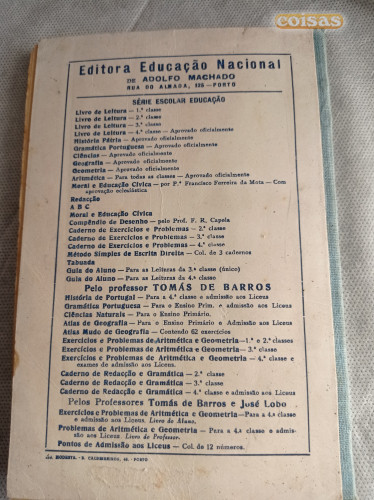 coisas
Editora Educação Nacional
DE ADOLFO MACHADO
RUA DO ALMADA, 125 — PORTO
SÉRIE ESCOLAR EDUCAÇÃO
Livro de Leitura — 1.ª classe
Livro de Leitura — 2.ª classe
Livro de Leitura — 3.ª classe
Livro de Leitura — 4.ª classe — Aprovado oficialmente
História Pátria — Aprovado oficialmente
Gramática Portuguesa — Aprovado oficialmente
Ciências — Aprovado oficialmente
Geografia — Aprovado oficialmente
Geometria — Aprovado oficialmente
Aritmética — Para todas as classes — Aprovado oficialmente
Moral e Educação Cívica — por P.e Francisco Ferreira da Mota — Com
aprovação eclesiástica
Redacção
A B C
Moral e Educação Cívica
Compêndio de Desenho — pelo Prof. F. R. Capela
Caderno de Exercícios e Problemas — 2.ª classe
Caderno de Exercícios e Problemas — 3.ª classe
Caderno de Exercícios e Problemas — 4.ª classe
Método Simples de Escrita Direita — Col. de 3 cadernos
Tabuada
Guia do Aluno — Para as Leituras da 3.ª classe (único)
Guia do Aluno — Para as Leituras da 4.ª classe
Pelo professor TOMÁS DE BARROS
História de Portugal — Para a 4.ª classe e admissão aos Liceus
Gramática Portuguesa — Para o Ensino Prim. e admissão aos Liceus
Ciências Naturais — Para o Ensino Primário.
Atlas de Geografia — Para o Ensino Primário e Admissão aos Liceus
Atlas Mudo de Geografia — Contendo 62 exercícios
Exercícios e Problemas de Aritmética e Geometria — 1.ª e 2.ª classes
Exercícios e Problemas de Aritmética e Geometria — 3.ª classe
Exercícios e Problemas de Aritmética e Geometria — 4.ª classe e
exames de admissão aos Liceus.
Caderno de Redacção e Gramática — 2.ª classe
Caderno de Redacção e Gramática — 3.ª classe
Caderno de Redacção e Gramática — 4.ª classe e admissão aos Liceus
Pelos Professores Tomás de Barros e José Lobo
Exercícios e Problemas de Aritmética e Geometria — Para a 4.ª classe
e admissão aos Liceus. Livro do Aluno.
Problemas de Aritmética e Geometria — Para a 4.ª classe e admis-
são aos Liceus. Livro do Professor.
Pontos de Admissão aos Liceus — Col. de 12 números.
MODESTA - PORTO